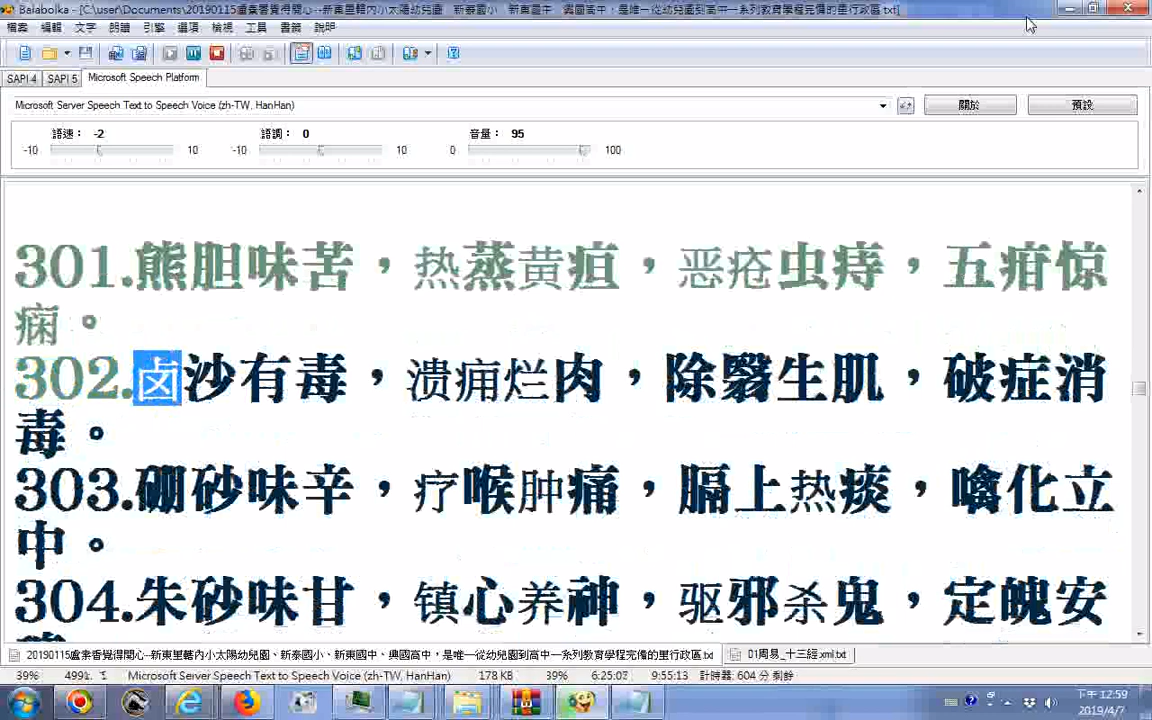 Balabolka - [C:\user\Documents\20190115盧絫香覺得開心--新東里轄內小太陽幼兒園、新泰國小、新東國中、興國高中，是唯一從幼兒園到高中一系列教育學程完備的里行政區.txt]
檔案 編輯 文字 朗讀 引擎 選項 檢視 工具 書籤 說明
SAPI 4 SAPI 5 Microsoft Speech Platform
Microsoft Server Speech Text to Speech Voice (zh-TW, HanHan) 關於 預設
語速： -2 語調： 0 音量： 95
-10 10 -10 10 0 100
301.熊胆味苦，热蒸黄疸，恶疮虫痔，五疳惊
痫。
302.卤沙有毒，溃痈烂肉，除翳生肌，破症消
毒。
303.硼砂味辛，疗喉肿痛，膈上热痰，噙化立
中。
304.朱砂味甘，镇心养神，驱邪杀鬼，定魄安
20190115盧絫香覺得開心--新東里轄內小太陽幼兒園、新泰國小、新東國中、興國高中，是唯一從幼兒園到高中一系列教育學程完備的里行政區.txt 01周易_十三經.xml.txt
39% Microsoft Server Speech Text to Speech Voice (zh-TW, HanHan) 178 KB 39% 6:25:07 9:55:13 計時器: 604 分 剩餘
下午 12:59
2019/4/7